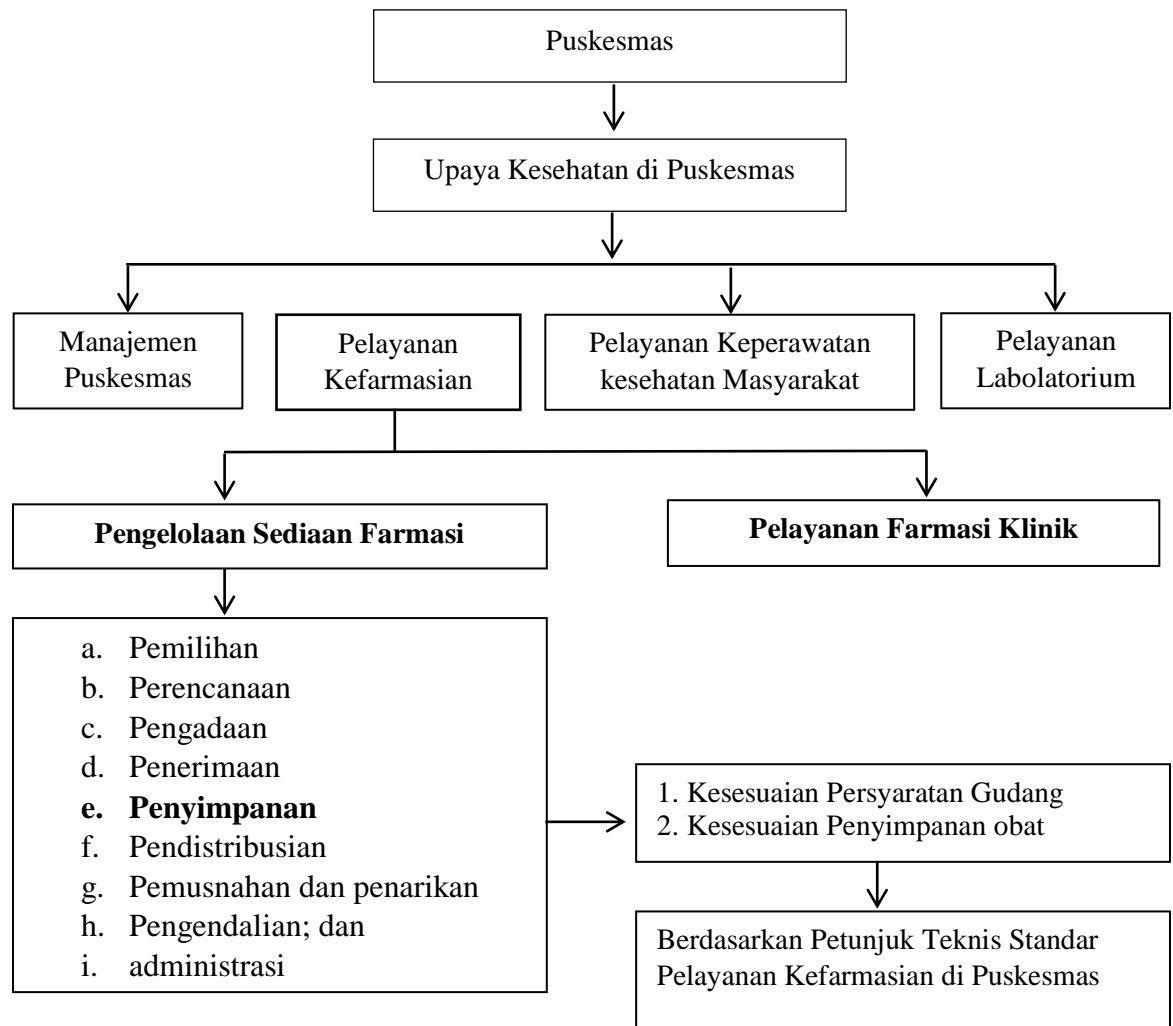 Puskesmas
Upaya Kesehatan di Puskesmas
Manajemen
Puskesmas
Pelayanan
Kefarmasian
Pelayanan Keperawatan
kesehatan Masyarakat
Pelayanan
Labolatorium
Pengelolaan Sediaan Farmasi
Pelayanan Farmasi Klinik
a. Pemilihan
b. Perencanaan
c. Pengadaan
d. Penerimaan
e. Penyimpanan
f. Pendistribusian
g. Pemusnahan dan penarikan
h. Pengendalian; dan
i. administrasi
1. Kesesuaian Persyaratan Gudang
2. Kesesuaian Penyimpanan obat
Berdasarkan Petunjuk Teknis Standar
Pelayanan Kefarmasian di Puskesmas